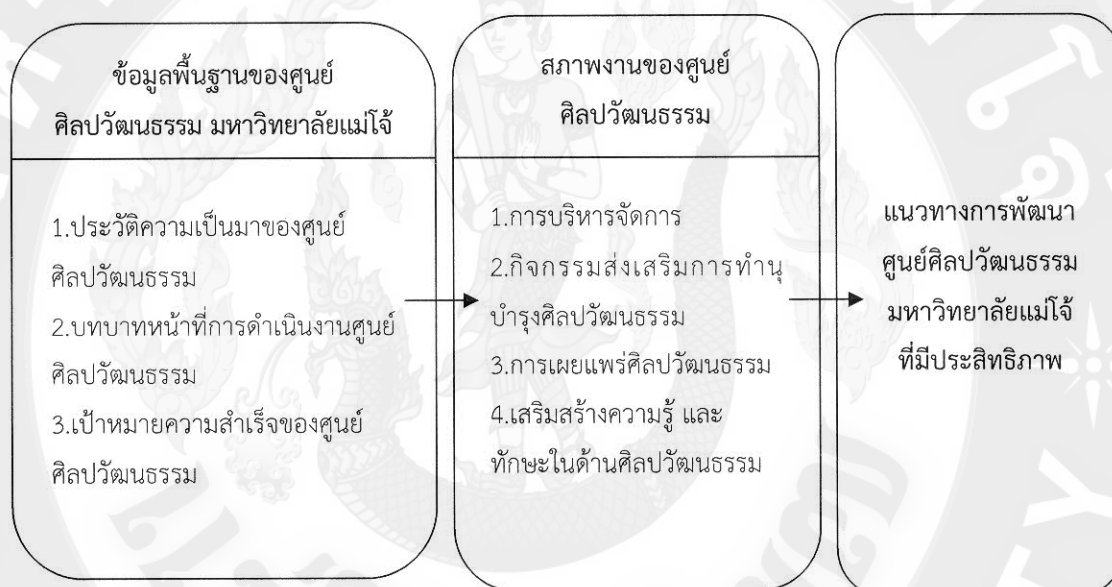 ข้อมูลพื้นฐานของศูนย์
ศิลปวัฒนธรรม มหาวิทยาลัยแม่โจ้
1.ประวัติความเป็นมาของศูนย์
ศิลปวัฒนธรรม
2.บทบาทหน้าที่การดำเนินงานศูนย์
ศิลปวัฒนธรรม
3.เป้าหมายความสำเร็จของศูนย์
ศิลปวัฒนธรรม
สภาพงานของศูนย์
ศิลปวัฒนธรรม
1.การบริหารจัดการ
2.กิจกรรมส่งเสริมการทำนุ
บำรุงศิลปวัฒนธรรม
3.การเผยแพร่ศิลปวัฒนธรรม
4.เสริมสร้างความรู้ และ
ทักษะในด้านศิลปวัฒนธรรม
แนวทางการพัฒนา
ศูนย์ศิลปวัฒนธรรม
มหาวิทยาลัยแม่โจ้
ที่มีประสิทธิภาพ